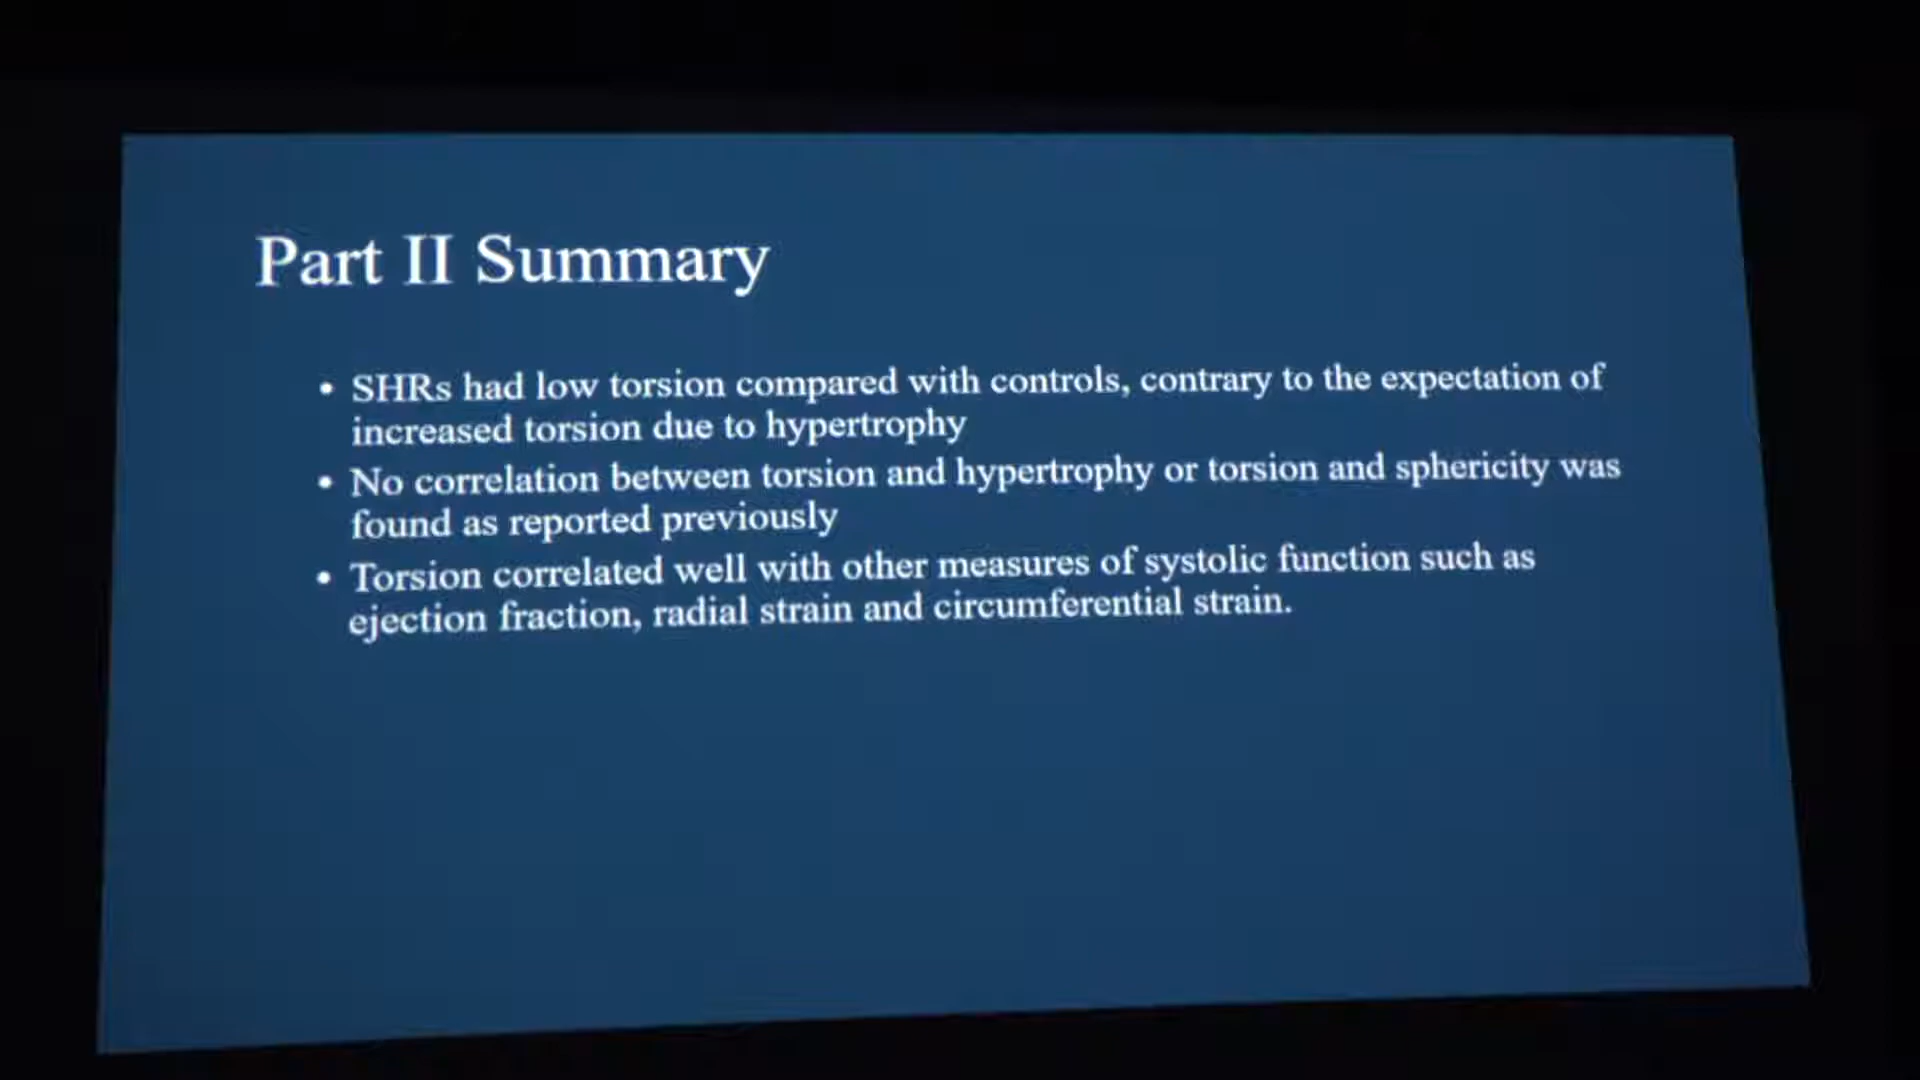 Part II Summary
• SHRs had low torsion compared with controls, contrary to the expectation of
increased torsion due to hypertrophy
• No correlation between torsion and hypertrophy or torsion and sphericity was
found as reported previously
• Torsion correlated well with other measures of systolic function such as
ejection fraction, radial strain and circumferential strain.